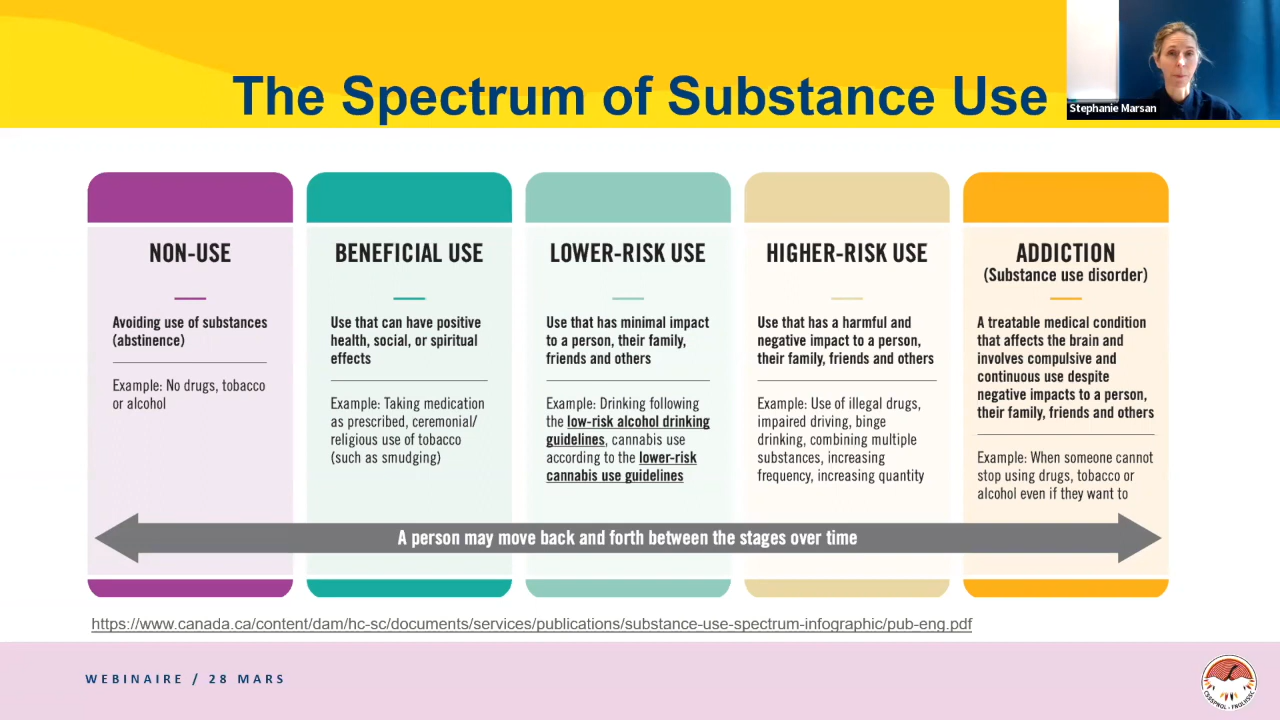 The Spectrum of Substance Use
Stephanie Marsan
NON-USE
Avoiding use of substances
(abstinence)
Example: No drugs, tobacco
or alcohol
BENEFICIAL USE
Use that can have positive
health, social, or spiritual
effects
Example: Taking medication
as prescribed, ceremonial/
religious use of tobacco
(such as smudging)
LOWER-RISK USE
Use that has minimal impact
to a person, their family,
friends and others
Example: Drinking following
the low-risk alcohol drinking
guidelines, cannabis use
according to the lower-risk
cannabis use guidelines
HIGHER-RISK USE
Use that has a harmful and
negative impact to a person,
their family, friends and others
Example: Use of illegal drugs,
impaired driving, binge
drinking, combining multiple
substances, increasing
frequency, increasing quantity
ADDICTION
(Substance use disorder)
A treatable medical condition
that affects the brain and
involves compulsive and
continuous use despite
negative impacts to a person,
their family, friends and others
Example: When someone cannot
stop using drugs, tobacco or
alcohol even if they want to
A person may move back and forth between the stages over time
https://www.canada.ca/content/dam/hc-sc/documents/services/publications/substance-use-spectrum-infographic/pub-eng.pdf
WEBINAIRE / 28 MARS